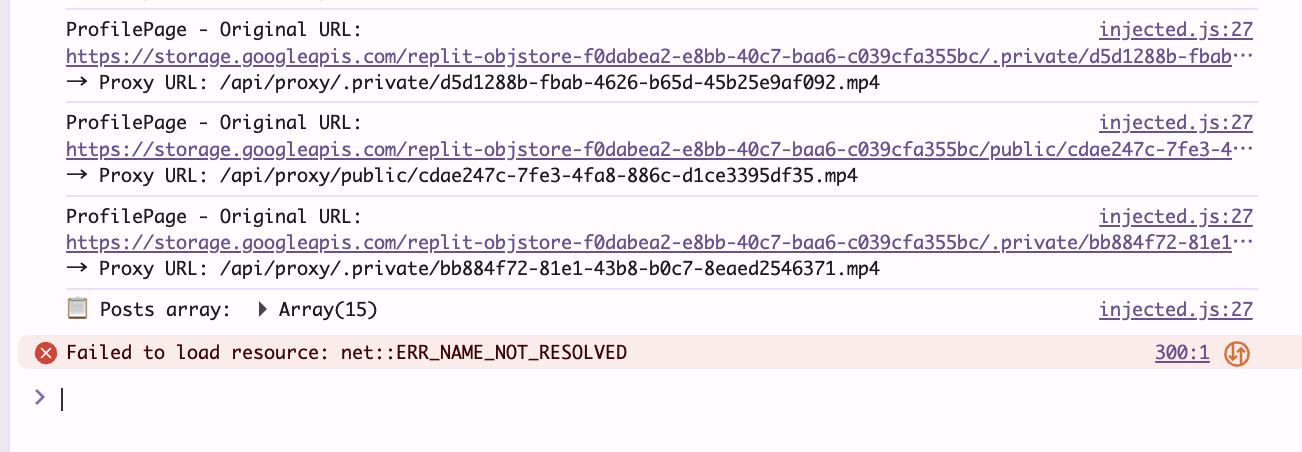 ProfilePage - Original URL: injected.js:27
https://storage.googleapis.com/replit-objstore-f0dabea2-e8bb-40c7-baa6-c039cfa355bc/.private/d5d1288b-fbab…
→ Proxy URL: /api/proxy/.private/d5d1288b-fbab-4626-b65d-45b25e9af092.mp4
ProfilePage - Original URL: injected.js:27
https://storage.googleapis.com/replit-objstore-f0dabea2-e8bb-40c7-baa6-c039cfa355bc/public/cdae247c-7fe3-4…
→ Proxy URL: /api/proxy/public/cdae247c-7fe3-4fa8-886c-d1ce3395df35.mp4
ProfilePage - Original URL: injected.js:27
https://storage.googleapis.com/replit-objstore-f0dabea2-e8bb-40c7-baa6-c039cfa355bc/.private/bb884f72-81e1…
→ Proxy URL: /api/proxy/.private/bb884f72-81e1-43b8-b0c7-8eaed2546371.mp4
📋 Posts array: ▶ Array(15) injected.js:27
Failed to load resource: net::ERR_NAME_NOT_RESOLVED 300:1